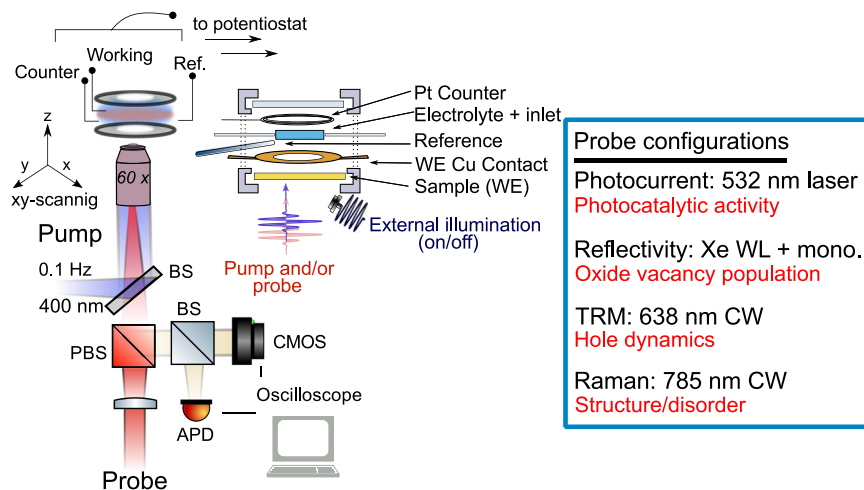 to potentiostat
Working
Counter
Ref.
z
y
x
xy-scannig
60 x
Pump
0.1 Hz
400 nm
BS
BS
PBS
CMOS
Oscilloscope
APD
Probe
Pt Counter
Electrolyte + inlet
Reference
WE Cu Contact
Sample (WE)
External illumination
(on/off)
Pump and/or
probe
Probe configurations
Photocurrent: 532 nm laser
Photocatalytic activity
Reflectivity: Xe WL + mono.
Oxide vacancy population
TRM: 638 nm CW
Hole dynamics
Raman: 785 nm CW
Structure/disorder